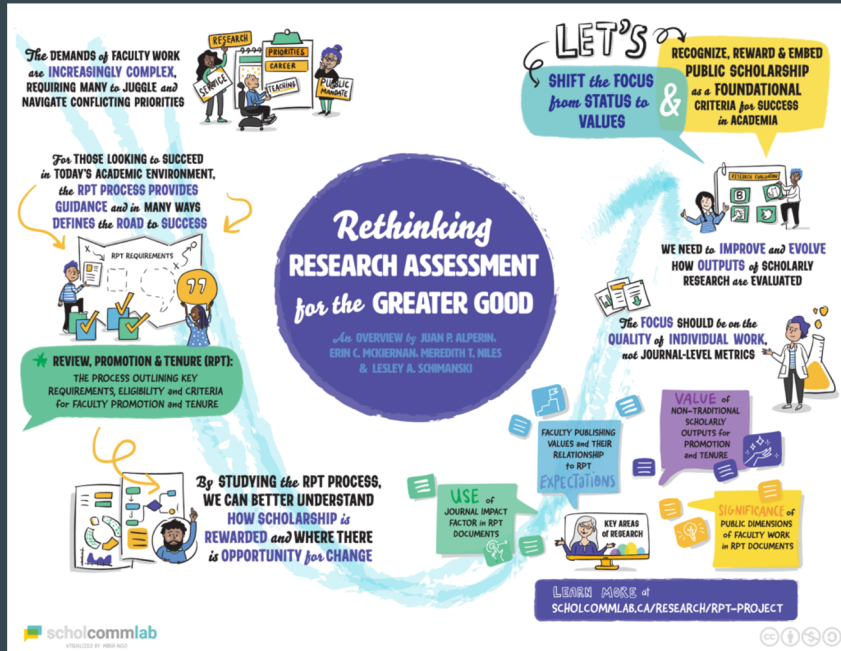 The DEMANDS of FACULTY WORK
are INCREASINGLY COMPLEX,
REQUIRING MANY to JUGGLE and
NAVIGATE CONFLICTING PRIORITIES
RESEARCH
SERVICE
PRIORITIES
CAREER
TEACHING
PUBLIC
MANDATE
For THOSE LOOKING to SUCCEED
in TODAY'S ACADEMIC ENVIRONMENT,
the RPT PROCESS PROVIDES
GUIDANCE and in MANY WAYS
DEFINES the ROAD to SUCCESS
RPT REQUIREMENTS
REVIEW, PROMOTION & TENURE (RPT):
THE PROCESS OUTLINING KEY
REQUIREMENTS, ELIGIBILITY and CRITERIA
for FACULTY PROMOTION and TENURE
By STUDYING the RPT PROCESS,
WE CAN BETTER UNDERSTAND
HOW SCHOLARSHIP is
REWARDED and WHERE THERE
is OPPORTUNITY for CHANGE
Rethinking
RESEARCH ASSESSMENT
for the GREATER GOOD
An OVERVIEW by JUAN P. ALPERIN,
ERIN C. MCKIERNAN, MEREDITH T. NILES
& LESLEY A. SCHIMANSKI
LET'S
SHIFT the FOCUS
from STATUS to
VALUES
&
RECOGNIZE, REWARD & EMBED
PUBLIC SCHOLARSHIP
as a FOUNDATIONAL
CRITERIA for SUCCESS
in ACADEMIA
RESEARCH EVALUATION
WE NEED to IMPROVE and EVOLVE
HOW OUTPUTS of SCHOLARLY
RESEARCH are EVALUATED
The FOCUS SHOULD be on the
QUALITY of INDIVIDUAL WORK,
not JOURNAL-LEVEL METRICS
USE of
JOURNAL IMPACT
FACTOR in RPT
DOCUMENTS
FACULTY PUBLISHING
VALUES and THEIR
RELATIONSHIP
to RPT
EXPECTATIONS
VALUE of
NON-TRADITIONAL
SCHOLARLY
OUTPUTS for
PROMOTION
and TENURE
SIGNIFICANCE of
PUBLIC DIMENSIONS
of FACULTY WORK
in RPT DOCUMENTS
KEY AREAS
of RESEARCH
LEARN MORE at
SCHOLCOMMLAB.CA/RESEARCH/RPT-PROJECT
scholcommlab
cc